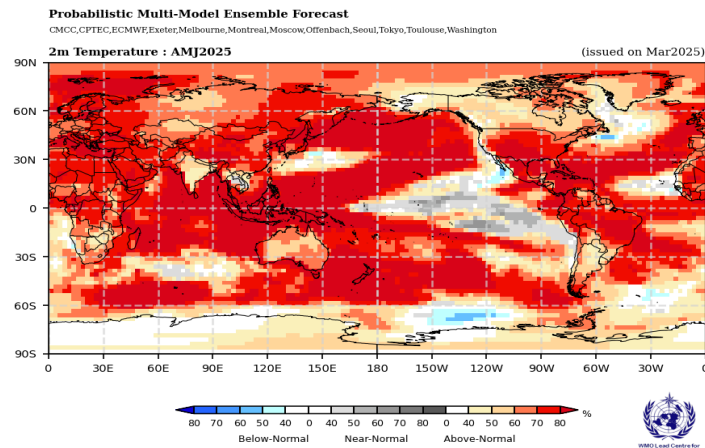 Probabilistic Multi-Model Ensemble Forecast
CMCC,CPTEC,ECMWF,Exeter,Melbourne,Montreal,Moscow,Offenbach,Seoul,Tokyo,Toulouse,Washington
2m Temperature : AMJ2025 (issued on Mar2025)
90N
60N
30N
0
30S
60S
90S
0 30E 60E 90E 120E 150E 180 150W 120W 90W 60W 30W 0
80 70 60 50 40 0 40 50 60 70 80 0 40 50 60 70 80 %
Below-Normal Near-Normal Above-Normal
WMO Lead Centre for